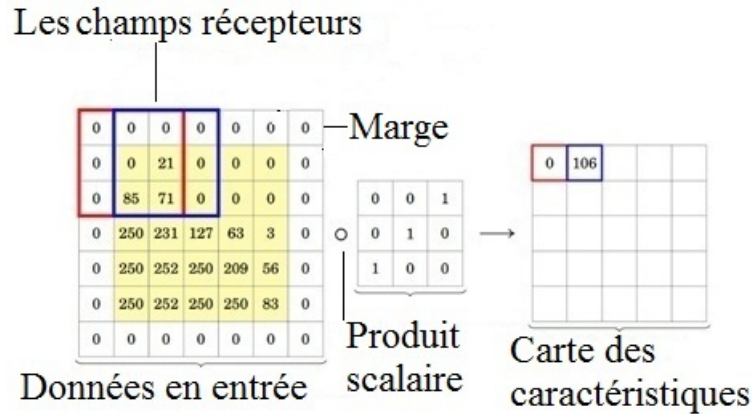 Les champs récepteurs
0 0 0 0 0 0 0
Marge
0 0 21 0 0 0 0
0 85 71 0 0 0 0
0 250 231 127 63 3 0
0 250 252 250 209 56 0
0 250 252 250 250 83 0
0 0 0 0 0 0 0
0 0 1
0 1 0
1 0 0
0 106
Données en entrée
Produit
scalaire
Carte des
caractéristiques